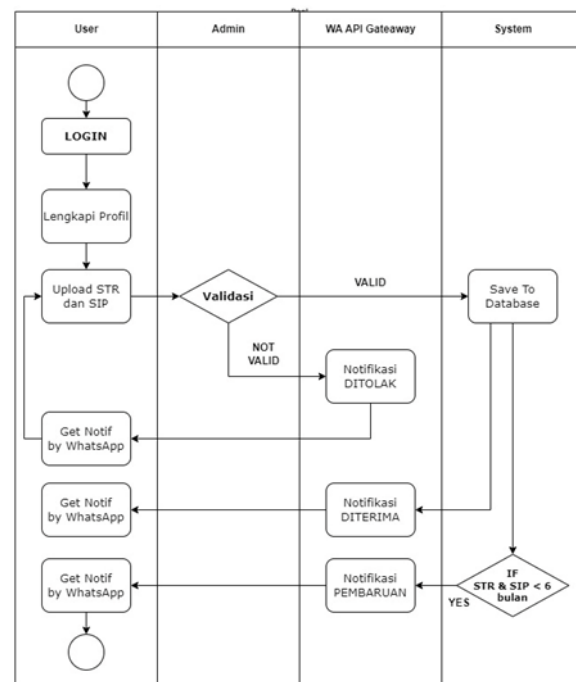 Pool
User
Admin
WA API Gateaway
System
LOGIN
Lengkapi Profil
Upload STR
dan SIP
Validasi
VALID
Save To
Database
NOT
VALID
Notifikasi
DITOLAK
Get Notif
by WhatsApp
Get Notif
by WhatsApp
Notifikasi
DITERIMA
Get Notif
by WhatsApp
Notifikasi
PEMBARUAN
YES
IF
STR & SIP < 6
bulan